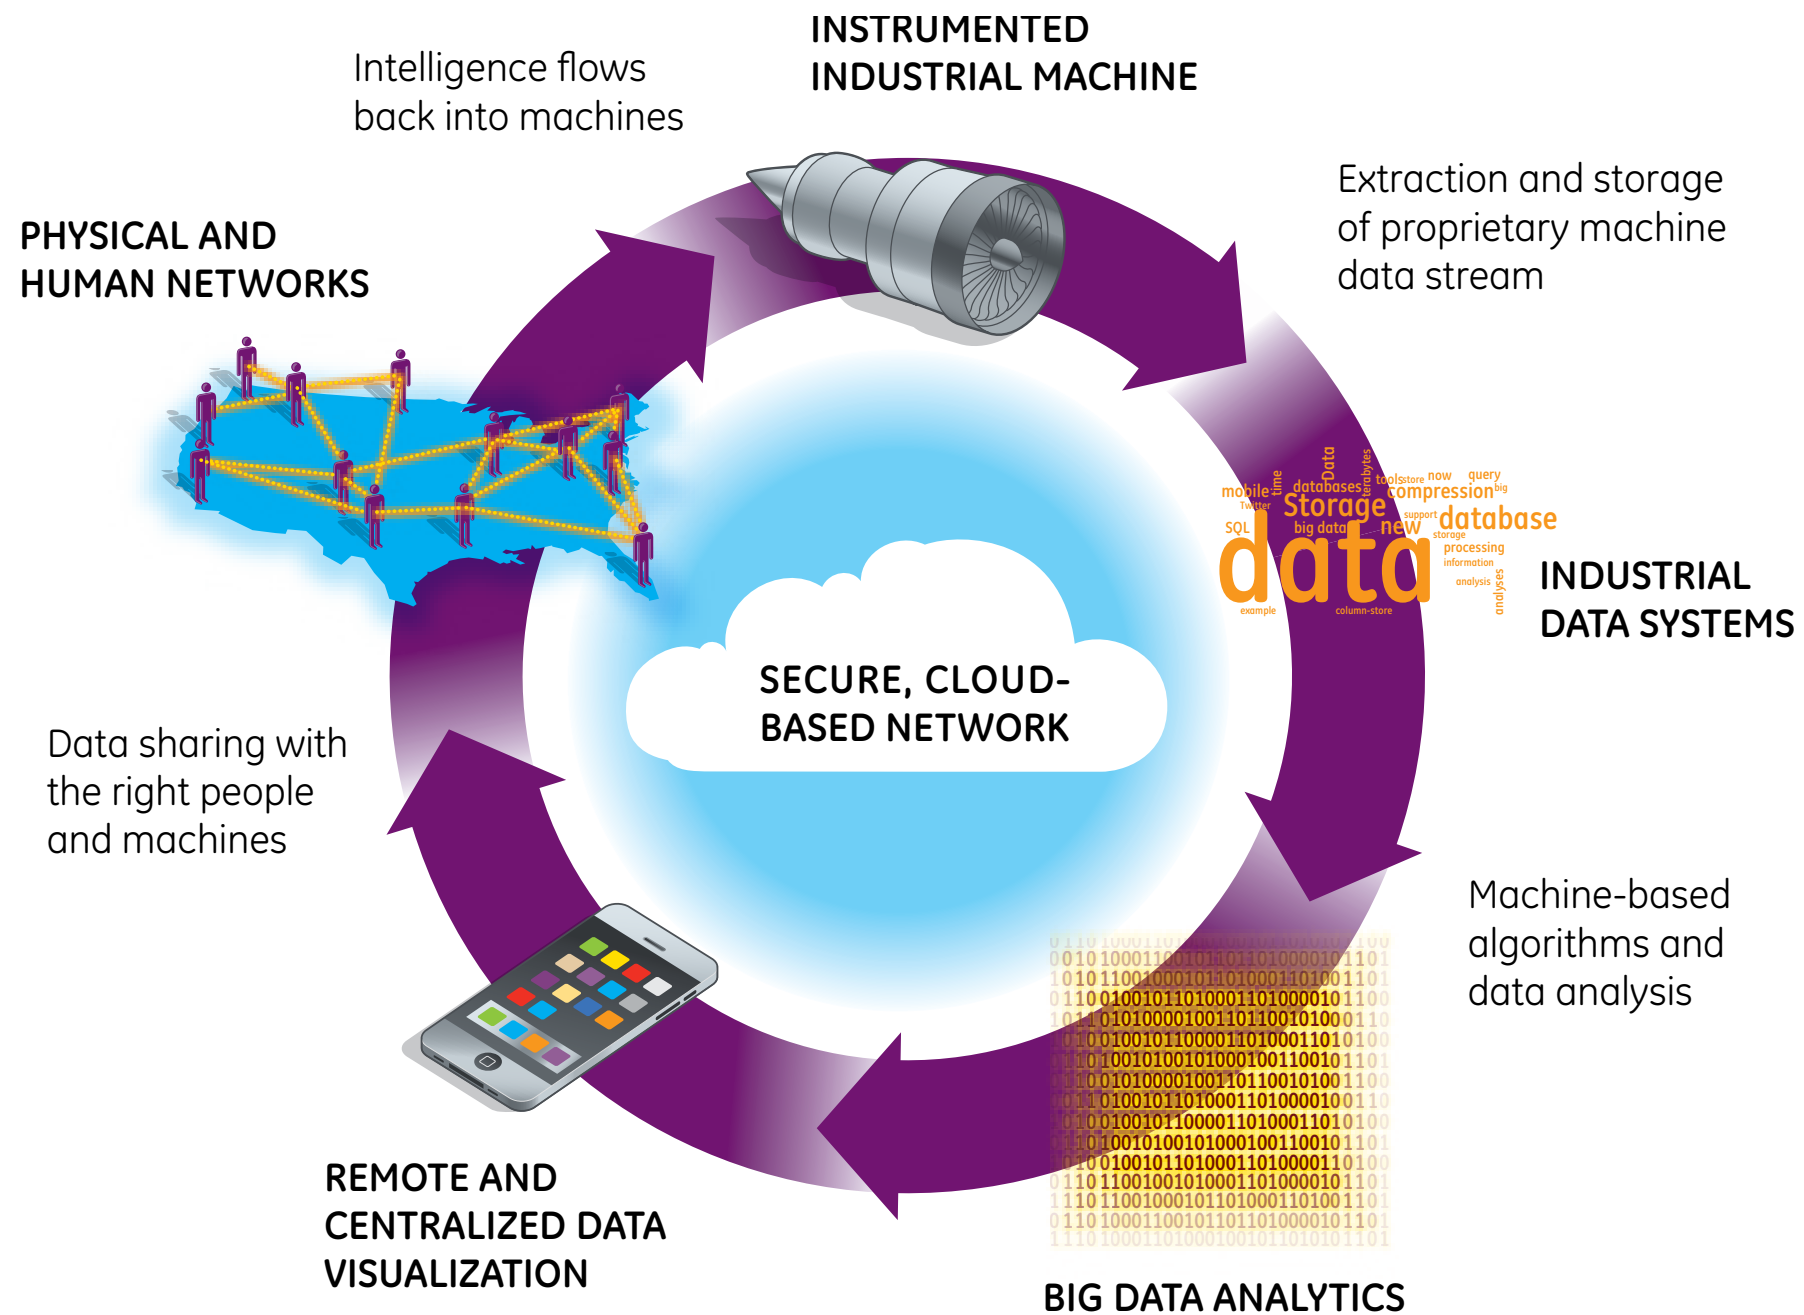 INSTRUMENTED
INDUSTRIAL MACHINE
Intelligence flows
back into machines
Extraction and storage
of proprietary machine
data stream
PHYSICAL AND
HUMAN NETWORKS
Data
time
terabytes
mobile
databases
tools
store
now
query
Twitter
Storage
compression
big
SQL
big data
new
support
database
storage
data
processing
information
analysis
analyses
example
column-store
INDUSTRIAL
DATA SYSTEMS
SECURE, CLOUD-
BASED NETWORK
Data sharing with
the right people
and machines
Machine-based
algorithms and
data analysis
REMOTE AND
CENTRALIZED DATA
VISUALIZATION
BIG DATA ANALYTICS